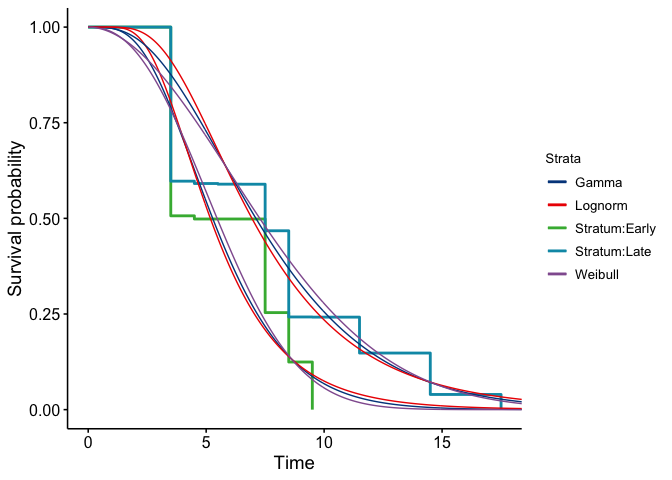 1.00
0.75
0.50
0.25
0.00
Survival probability
0
5
10
15
Time
Strata
Gamma
Lognorm
Stratum:Early
Stratum:Late
Weibull